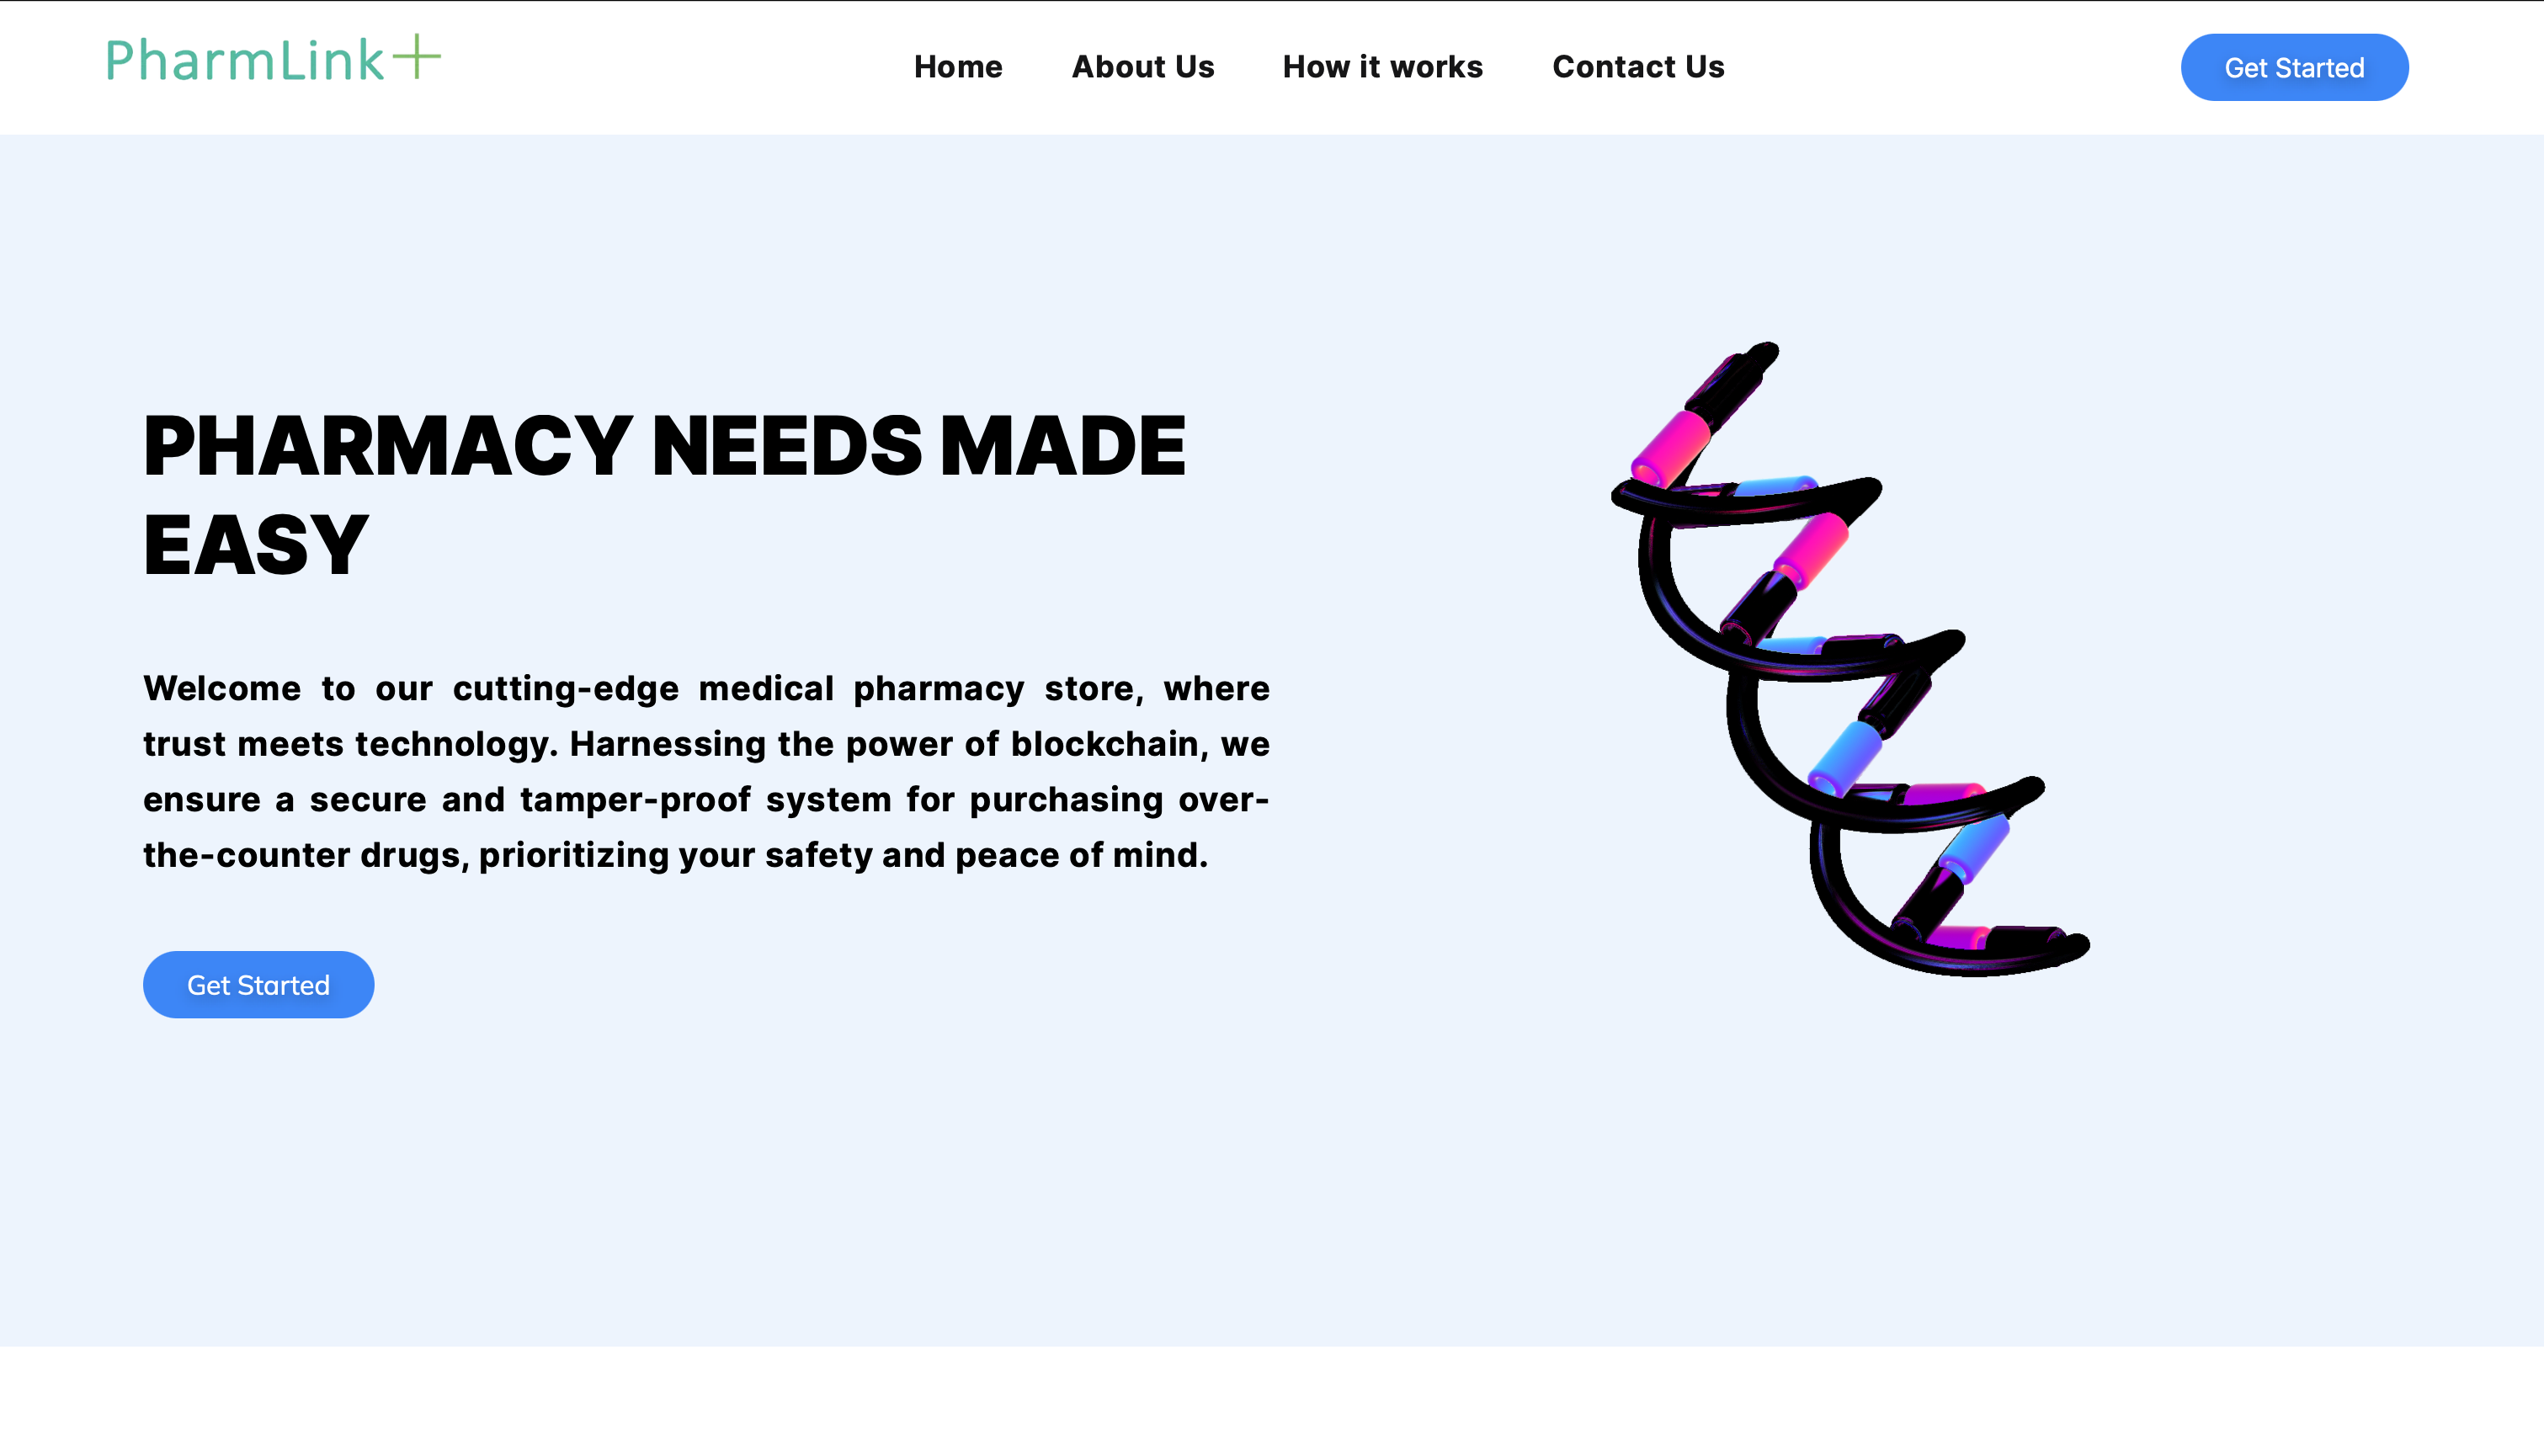 PharmLink+
Home
About Us
How it works
Contact Us
Get Started
PHARMACY NEEDS MADE
EASY
Welcome to our cutting-edge medical pharmacy store, where
trust meets technology. Harnessing the power of blockchain, we
ensure a secure and tamper-proof system for purchasing over-
the-counter drugs, prioritizing your safety and peace of mind.
Get Started